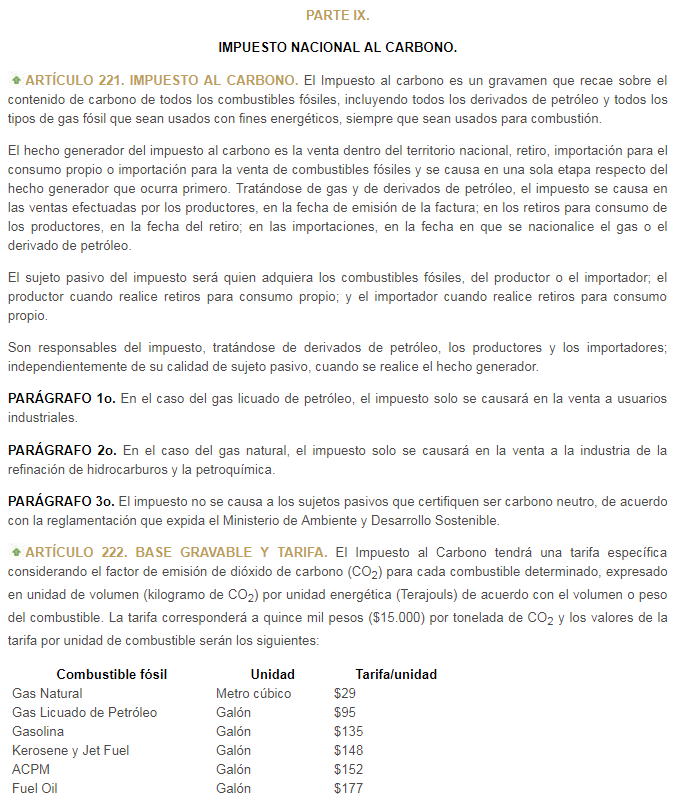 PARTE IX.
IMPUESTO NACIONAL AL CARBONO.
ARTÍCULO 221. IMPUESTO AL CARBONO. El Impuesto al carbono es un gravamen que recae sobre el
contenido de carbono de todos los combustibles fósiles, incluyendo todos los derivados de petróleo y todos los
tipos de gas fósil que sean usados con fines energéticos, siempre que sean usados para combustión.
El hecho generador del impuesto al carbono es la venta dentro del territorio nacional, retiro, importación para el
consumo propio o importación para la venta de combustibles fósiles y se causa en una sola etapa respecto del
hecho generador que ocurra primero. Tratándose de gas y de derivados de petróleo, el impuesto se causa en
las ventas efectuadas por los productores, en la fecha de emisión de la factura; en los retiros para consumo de
los productores, en la fecha del retiro; en las importaciones, en la fecha en que se nacionalice el gas o el
derivado de petróleo.
El sujeto pasivo del impuesto será quien adquiera los combustibles fósiles, del productor o el importador; el
productor cuando realice retiros para consumo propio; y el importador cuando realice retiros para consumo
propio.
Son responsables del impuesto, tratándose de derivados de petróleo, los productores y los importadores;
independientemente de su calidad de sujeto pasivo, cuando se realice el hecho generador.
PARÁGRAFO 1o. En el caso del gas licuado de petróleo, el impuesto solo se causará en la venta a usuarios
industriales.
PARÁGRAFO 2o. En el caso del gas natural, el impuesto solo se causará en la venta a la industria de la
refinación de hidrocarburos y la petroquímica.
PARÁGRAFO 3o. El impuesto no se causa a los sujetos pasivos que certifiquen ser carbono neutro, de acuerdo
con la reglamentación que expida el Ministerio de Ambiente y Desarrollo Sostenible.
ARTÍCULO 222. BASE GRAVABLE Y TARIFA. El Impuesto al Carbono tendrá una tarifa específica
considerando el factor de emisión de dióxido de carbono (CO2) para cada combustible determinado, expresado
en unidad de volumen (kilogramo de CO2) por unidad energética (Terajouls) de acuerdo con el volumen o peso
del combustible. La tarifa corresponderá a quince mil pesos ($15.000) por tonelada de CO2 y los valores de la
tarifa por unidad de combustible serán los siguientes:
Combustible fósil Unidad Tarifa/unidad
Gas Natural Metro cúbico $29
Gas Licuado de Petróleo Galón $95
Gasolina Galón $135
Kerosene y Jet Fuel Galón $148
ACPM Galón $152
Fuel Oil Galón $177